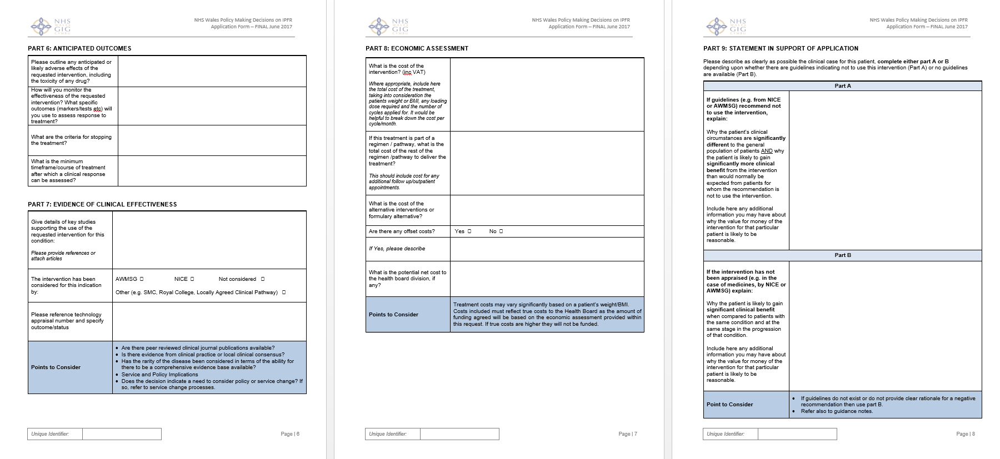 NHS
WALES
GIG
CYMRU
NHS Wales Policy Making Decisions on IPFR
Application Form – FINAL June 2017
PART 6: ANTICIPATED OUTCOMES
Please outline any anticipated or
likely adverse effects of the
requested intervention, including
the toxicity of any drug?
How will you monitor the
effectiveness of the requested
intervention? What specific
outcomes (markers/tests etc) will
you use to assess response to
treatment?
What are the criteria for stopping
the treatment?
What is the minimum
timeframe/course of treatment
after which a clinical response
can be assessed?
PART 7: EVIDENCE OF CLINICAL EFFECTIVENESS
Give details of key studies
supporting the use of the
requested intervention for this
condition:
Please provide references or
attach articles
The intervention has been
considered for this indication
by:
AWMSG □ NICE □ Not considered □
Other (e.g. SMC, Royal College, Locally Agreed Clinical Pathway) □
Please reference technology
appraisal number and specify
outcome/status
Points to Consider
• Are there peer reviewed clinical journal publications available?
• Is there evidence from clinical practice or local clinical consensus?
• Has the rarity of the disease been considered in terms of the ability for
there to be a comprehensive evidence base available?
• Service and Policy Implications
• Does the decision indicate a need to consider policy or service change? If
so, refer to service change processes.
Unique Identifier:
Page | 6
NHS
WALES
GIG
CYMRU
NHS Wales Policy Making Decisions on IPFR
Application Form – FINAL June 2017
PART 8: ECONOMIC ASSESSMENT
What is the cost of the
intervention? (inc VAT)
Where appropriate, include here
the total cost of the treatment,
taking into consideration the
patients weight or BMI, any loading
dose required and the number of
cycles applied for. It would be
helpful to break down the cost per
cycle/month.
If this treatment is part of a
regimen / pathway, what is the
total cost of the rest of the
regimen /pathway to deliver the
treatment?
This should include cost for any
additional follow up/outpatient
appointments.
What is the cost of the
alternative interventions or
formulary alternative?
Are there any offset costs?
Yes □ No □
If Yes, please describe
What is the potential net cost to
the health board division, if
any?
Points to Consider
Treatment costs may vary significantly based on a patient's weight/BMI.
Costs included must reflect true costs to the Health Board as the amount of
funding agreed will be based on the economic assessment provided within
this request. If true costs are higher they will not be funded.
Unique Identifier:
Page | 7
NHS
WALES
GIG
CYMRU
NHS Wales Policy Making Decisions on IPFR
Application Form – FINAL June 2017
PART 9: STATEMENT IN SUPPORT OF APPLICATION
Please describe as clearly as possible the clinical case for this patient, complete either part A or B
depending upon whether there are guidelines indicating not to use this intervention (Part A) or no guidelines
are available (Part B).
Part A
If guidelines (e.g. from NICE
or AWMSG) recommend not
to use the intervention,
explain:
Why the patient's clinical
circumstances are significantly
different to the general
population of patients AND why
the patient is likely to gain
significantly more clinical
benefit from the intervention
than would normally be
expected from patients for
whom the recommendation is
not to use the intervention.
Include here any additional
information you may have about
why the value for money of the
intervention for that particular
patient is likely to be
reasonable.
Part B
If the intervention has not
been appraised (e.g. in the
case of medicines, by NICE or
AWMSG) explain:
Why the patient is likely to gain
significant clinical benefit
when compared to patients with
the same condition and at the
same stage in the progression
of that condition.
Include here any additional
information you may have about
why the value for money of the
intervention for that particular
patient is likely to be
reasonable.
Point to Consider
• If guidelines do not exist or do not provide clear rationale for a negative
recommendation then use part B.
• Refer also to guidance notes.
Unique Identifier:
Page | 8